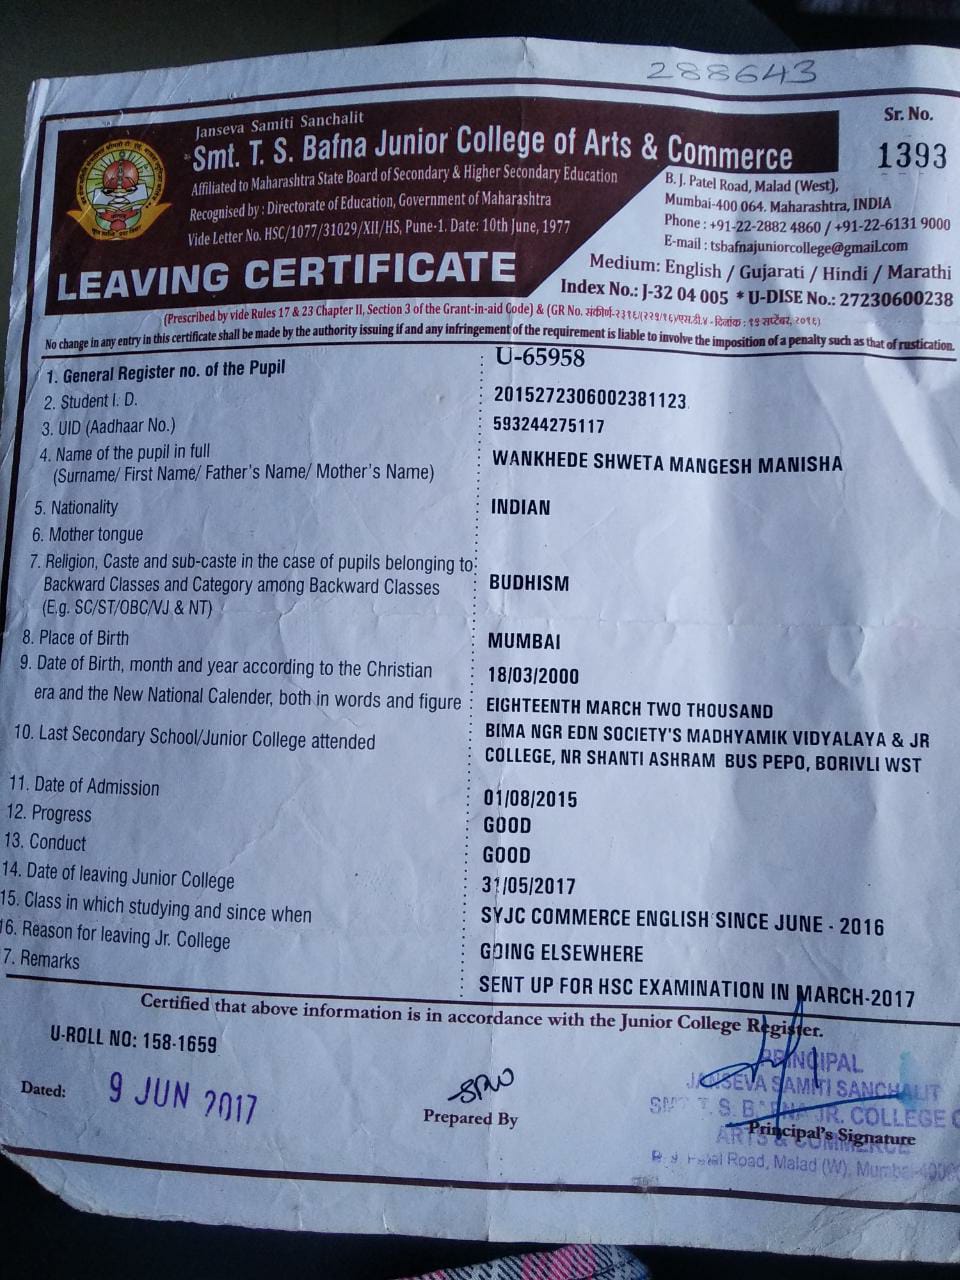 288643
Sr. No.
1393
Janseva Samiti Sanchalit
Smt. T. S. Bafna Junior College of Arts & Commerce
Affiliated to Maharashtra State Board of Secondary & Higher Secondary Education
Recognised by : Directorate of Education, Government of Maharashtra
Vide Letter No. HSC/1077/31029/XII/HS, Pune-1. Date: 10th June, 1977
B. J. Patel Road, Malad (West),
Mumbai-400 064. Maharashtra, INDIA
Phone : +91-22-2882 4860 / +91-22-6131 9000
E-mail : tsbafnajuniorcollege@gmail.com
LEAVING CERTIFICATE
Medium: English / Gujarati / Hindi / Marathi
Index No.: J-32 04 005 * U-DISE No.: 27230600238
(Prescribed by vide Rules 17 & 23 Chapter II, Section 3 of the Grant-in-aid Code) & (GR No. संकीर्ण-२३१६/(२२१/१६)/एस.डी.४ - दिनांक : १९ सप्टेंबर, २०१६)
No change in any entry in this certificate shall be made by the authority issuing if and any infringement of the requirement is liable to involve the imposition of a penalty such as that of rustication.
1. General Register no. of the Pupil : U-65958
2. Student I. D. : 2015272306002381123
3. UID (Aadhaar No.) : 593244275117
4. Name of the pupil in full : WANKHEDE SHWETA MANGESH MANISHA
(Surname/ First Name/ Father's Name/ Mother's Name)
5. Nationality : INDIAN
6. Mother tongue
7. Religion, Caste and sub-caste in the case of pupils belonging to:
Backward Classes and Category among Backward Classes : BUDHISM
(E.g. SC/ST/OBC/VJ & NT)
8. Place of Birth : MUMBAI
9. Date of Birth, month and year according to the Christian : 18/03/2000
era and the New National Calender, both in words and figure : EIGHTEENTH MARCH TWO THOUSAND
10. Last Secondary School/Junior College attended : BIMA NGR EDN SOCIETY'S MADHYAMIK VIDYALAYA & JR
COLLEGE, NR SHANTI ASHRAM BUS PEPO, BORIVLI WST
11. Date of Admission : 01/08/2015
12. Progress : GOOD
13. Conduct : GOOD
14. Date of leaving Junior College : 31/05/2017
15. Class in which studying and since when : SYJC COMMERCE ENGLISH SINCE JUNE - 2016
16. Reason for leaving Jr. College : GOING ELSEWHERE
7. Remarks : SENT UP FOR HSC EXAMINATION IN MARCH-2017
Certified that above information is in accordance with the Junior College Register.
U-ROLL NO: 158-1659
Dated: 9 JUN 2017
Prepared By
PRINCIPAL
JANSEVA SAMITI SANCHALIT
SMT T. S. BAFNA JR. COLLEGE O
ARTS & COMMERCE
Principal's Signature
B. J. Patel Road, Malad (W), Mumbai-4000